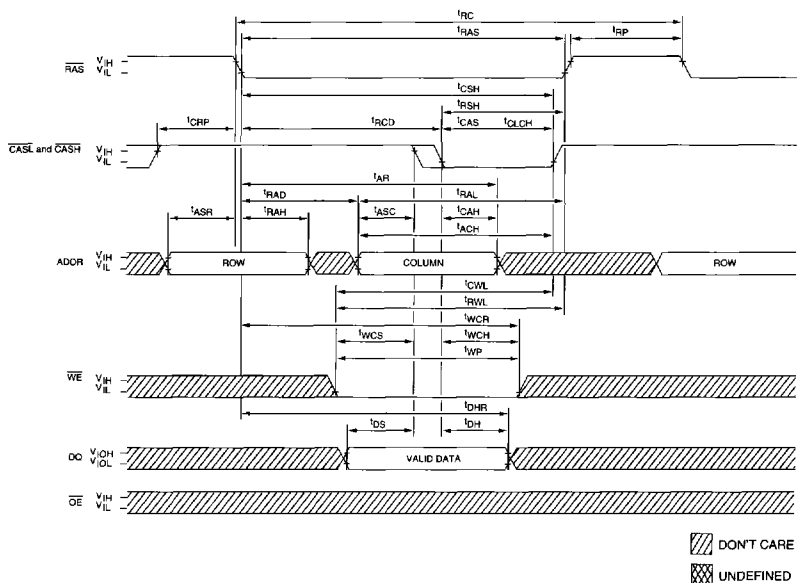 tRC
tRAS
tRP
RAS VIH
VIL
tCSH
tRSH
tCRP tRCD tCAS tCLCH
CASL and CASH VIH
VIL
tAR
tRAD tRAL
tASR tRAH tASC tCAH
tACH
ADDR VIH
VIL
ROW COLUMN ROW
tCWL
tRWL
tWCR
tWCS tWCH
tWP
WE VIH
VIL
tDHR
tDS tDH
DQ VIOH
VIOL
VALID DATA
OE VIH
VIL
DON'T CARE
UNDEFINED